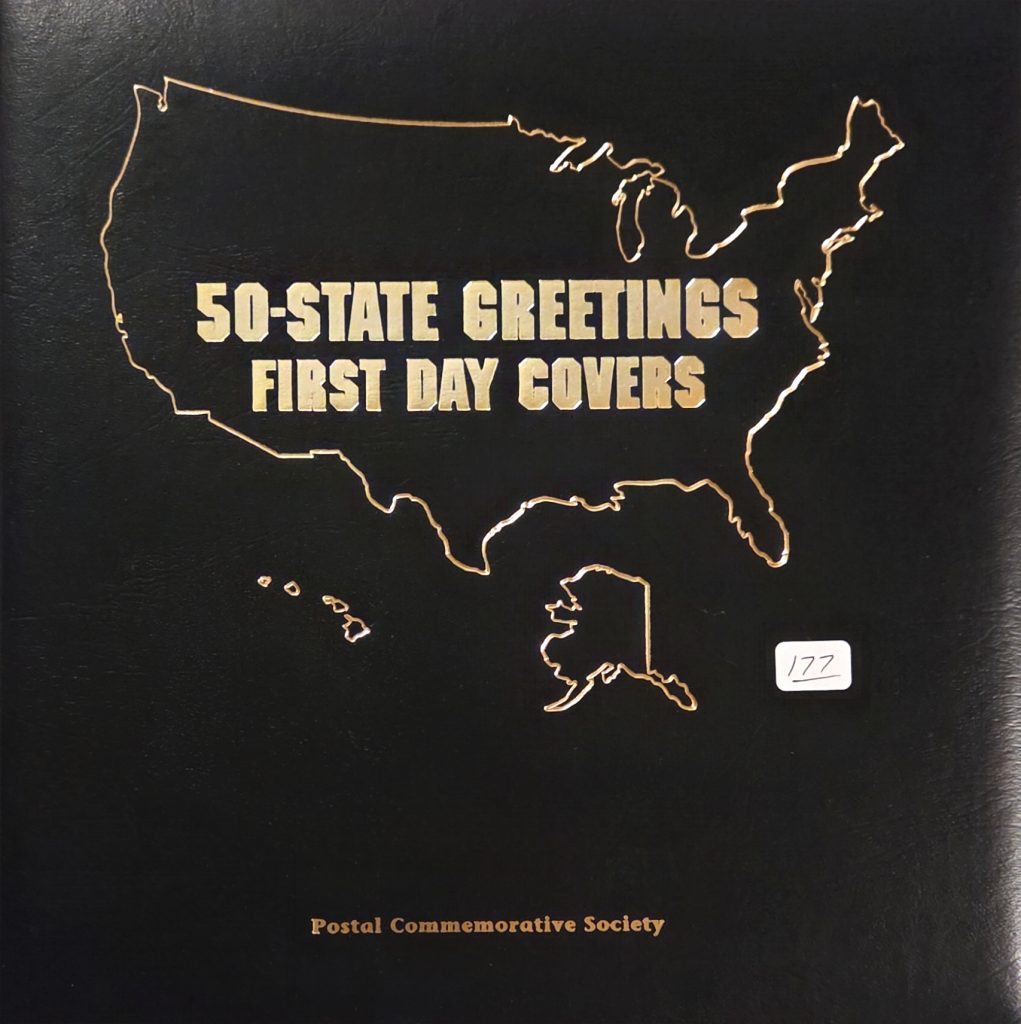 50-STATE GREETINGS
FIRST DAY COVERS
177
Postal Commemorative Society